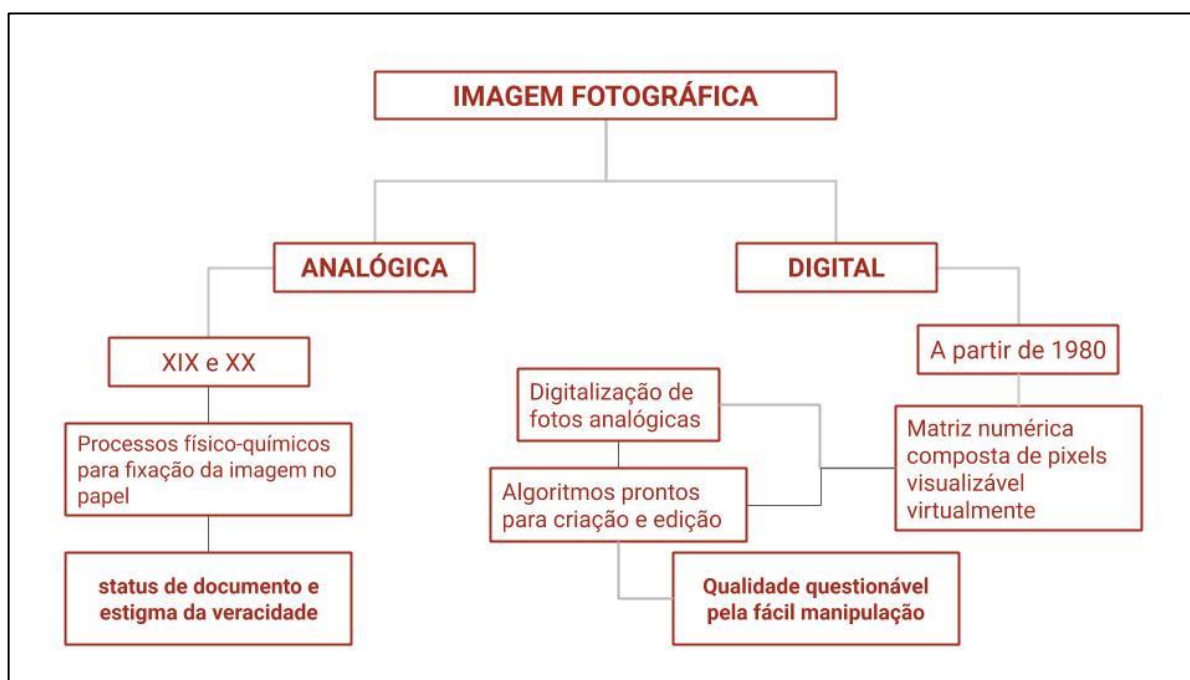 IMAGEM FOTOGRÁFICA
ANALÓGICA
DIGITAL
XIX e XX
Processos físico-químicos
para fixação da imagem no
papel
status de documento e
estigma da veracidade
A partir de 1980
Matriz numérica
composta de pixels
visualizável
virtualmente
Digitalização de
fotos analógicas
Algoritmos prontos
para criação e edição
Qualidade questionável
pela fácil manipulação